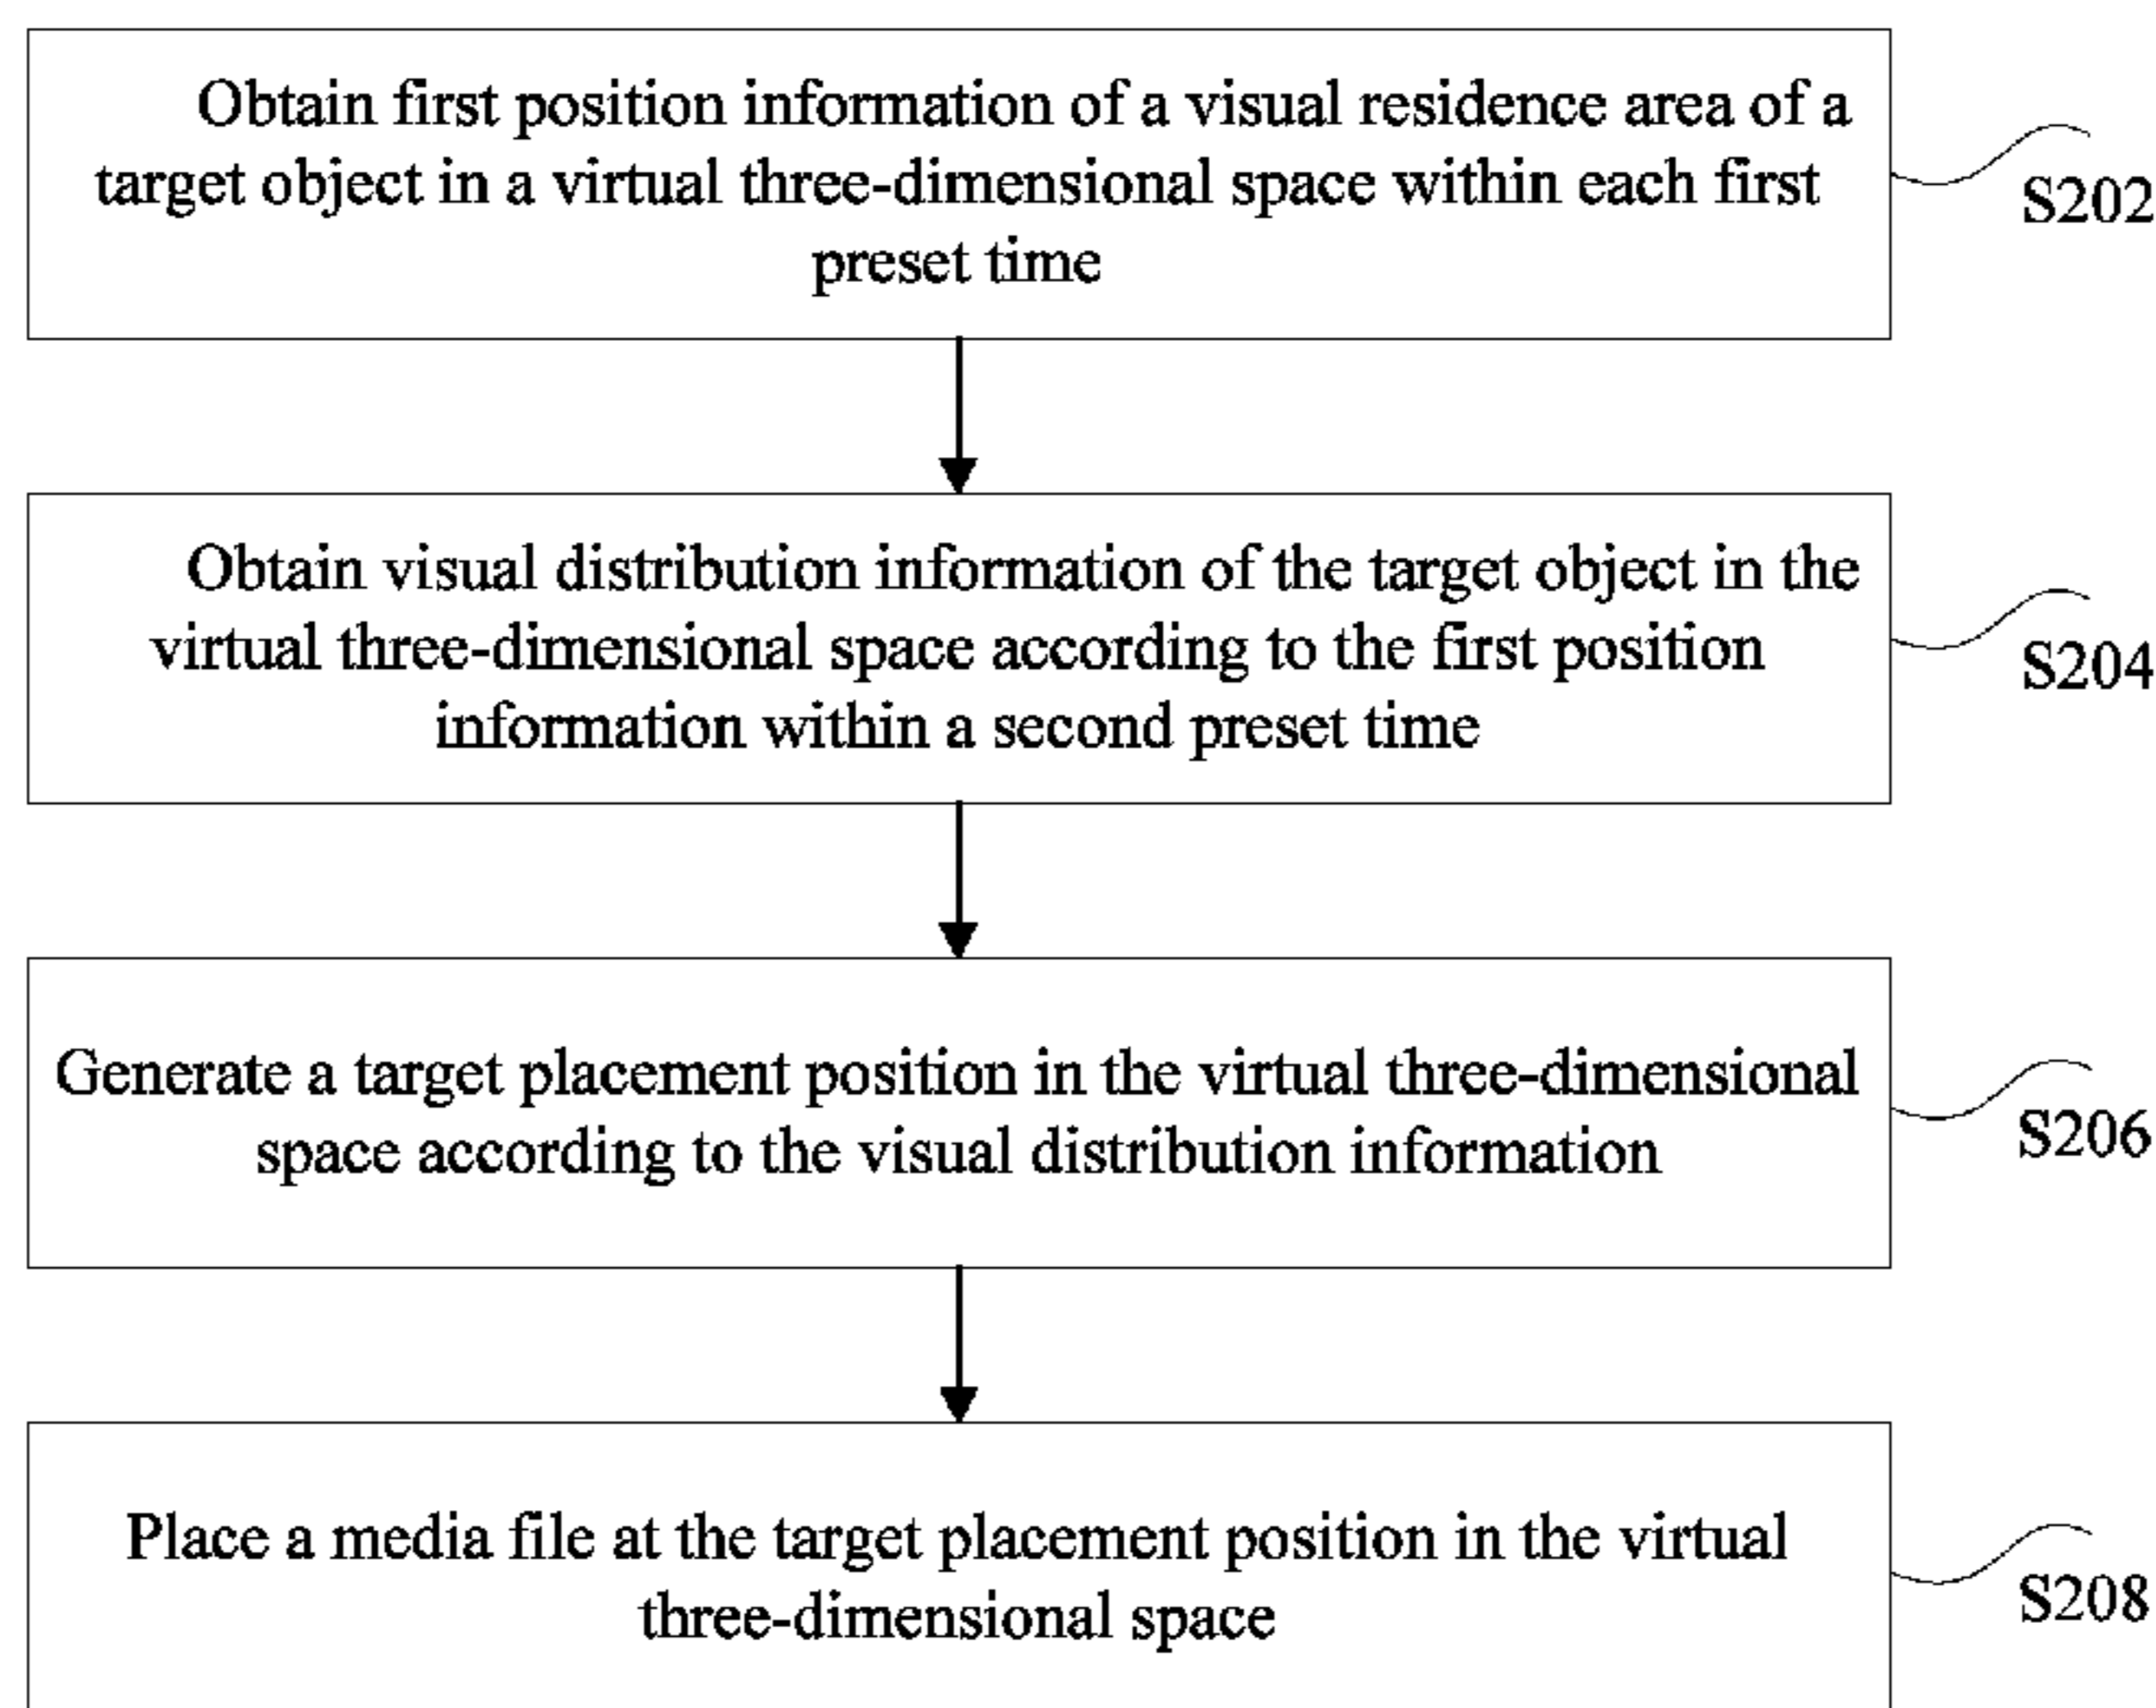 Obtain first position information of a visual residence area of a
target object in a virtual three-dimensional space within each first
preset time
S202
Obtain visual distribution information of the target object in the
virtual three-dimensional space according to the first position
information within a second preset time
S204
Generate a target placement position in the virtual three-dimensional
space according to the visual distribution information
S206
Place a media file at the target placement position in the virtual
three-dimensional space
S208